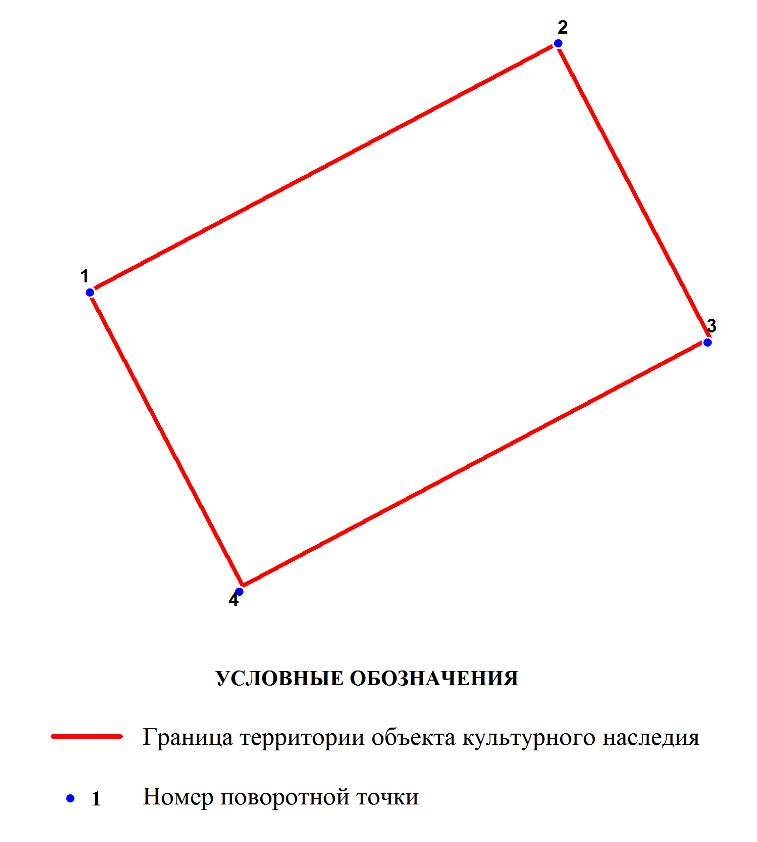 2
1
3
4
УСЛОВНЫЕ ОБОЗНАЧЕНИЯ
Граница территории объекта культурного наследия
1 Номер поворотной точки